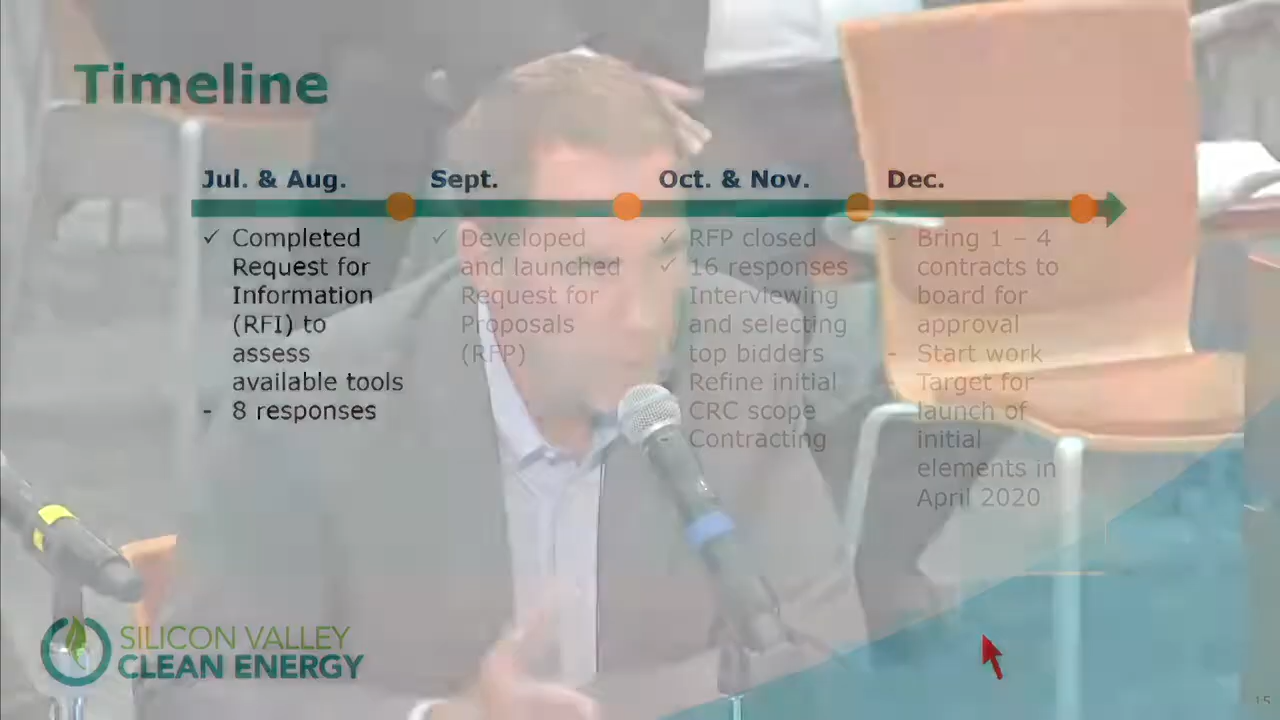 Timeline
Jul. & Aug.
✓ Completed
Request for
Information
(RFI) to
assess
available tools
- 8 responses
Sept.
✓ Developed
and launched
Request for
Proposals
(RFP)
Oct. & Nov.
✓ RFP closed
✓ 16 responses
Interviewing
and selecting
top bidders
Refine initial
CRC scope
Contracting
Dec.
- Bring 1 – 4
contracts to
board for
approval
- Start work
- Target for
launch of
initial
elements in
April 2020
SILICON VALLEY
CLEAN ENERGY
15